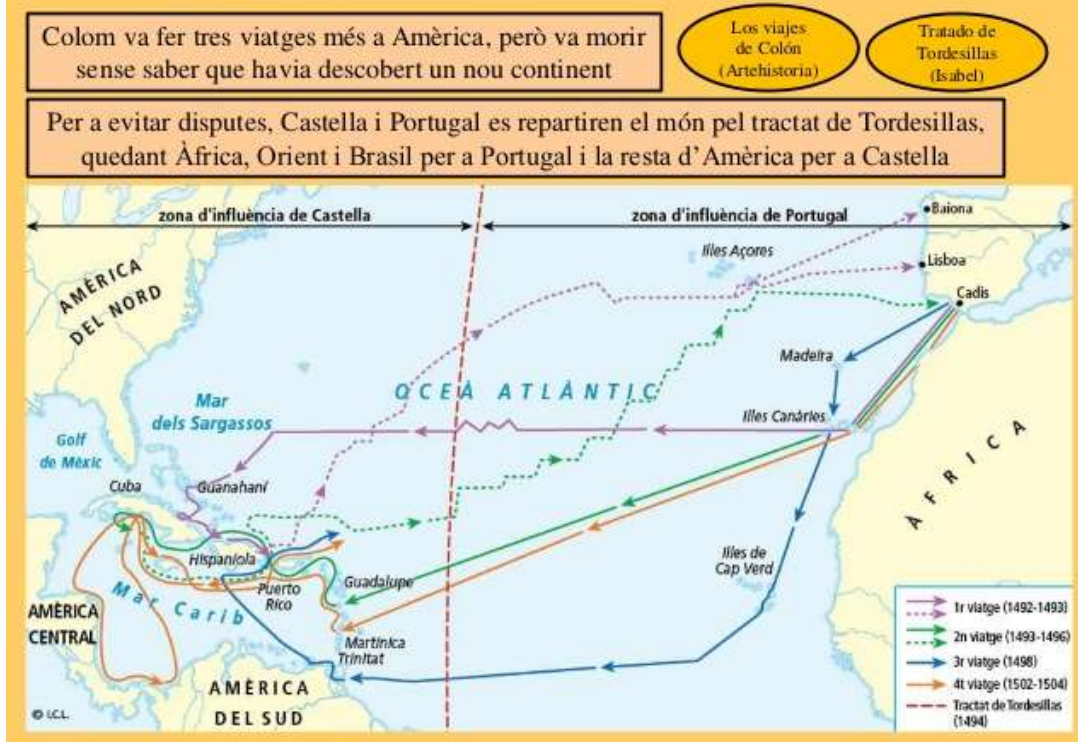 Colom va fer tres viatges més a Amèrica, però va morir
sense saber que havia descobert un nou continent
Los viajes
de Colón
(Artehistoria)
Tratado de
Tordesillas
(Isabel)
Per a evitar disputes, Castella i Portugal es repartiren el món pel tractat de Tordesillas,
quedant Àfrica, Orient i Brasil per a Portugal i la resta d'Amèrica per a Castella
zona d'influència de Castella
zona d'influència de Portugal
Baiona
Illes Açores
Lisboa
AMÈRICA
DEL NORD
Cadis
Madeira
OCEÀ ATLÀNTIC
Mar
dels Sargassos
Illes Canàries
Golf
de Mèxic
ÀFRICA
Cuba
Guanahaní
Hispaniola
Illes de
Cap Verd
Puerto
Rico
Guadalupe
Mar Carib
AMÈRICA
CENTRAL
Martinica
Trinitat
AMÈRICA
DEL SUD
1r viatge (1492-1493)
2n viatge (1493-1496)
3r viatge (1498)
4t viatge (1502-1504)
Tractat de Tordesillas
(1494)
© I.C.L.